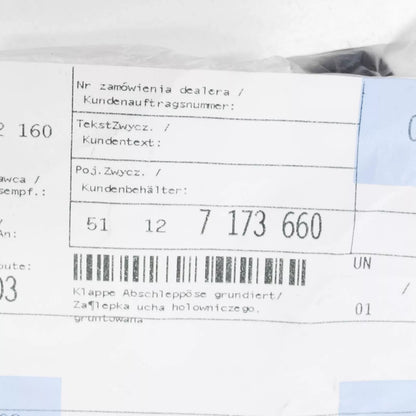 Nr zamówienia dealera /
Kundenauftragsnummer:
2 160
TekstZwycz. /
Kundentext:
awca /
sempf.:
Poj.Zwycz. /
Kundenbehälter:
/
An:
51 12 7 173 660
oute:
UN
/
03
01
Klappe Abschleppöse grundiert/
Za¶lepka ucha holowniczego,
gruntowana